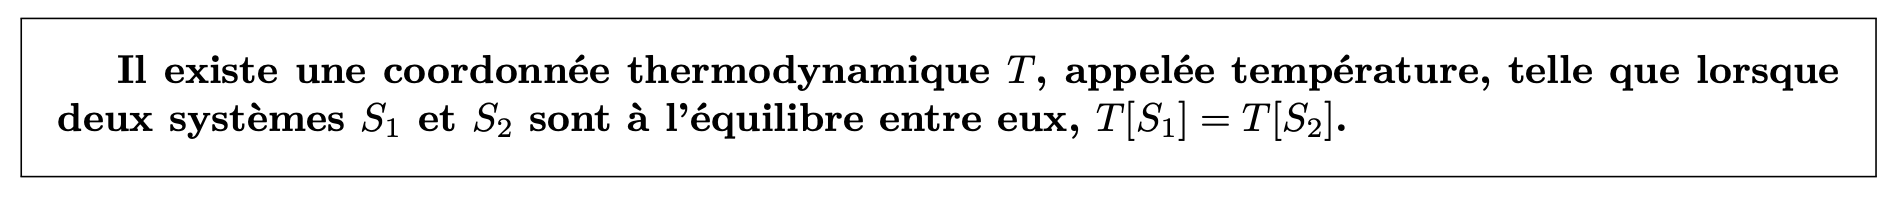 Il existe une coordonnée thermodynamique T, appelée température, telle que lorsque
deux systèmes S₁ et S₂ sont à l'équilibre entre eux, T[S₁] = T[S₂].